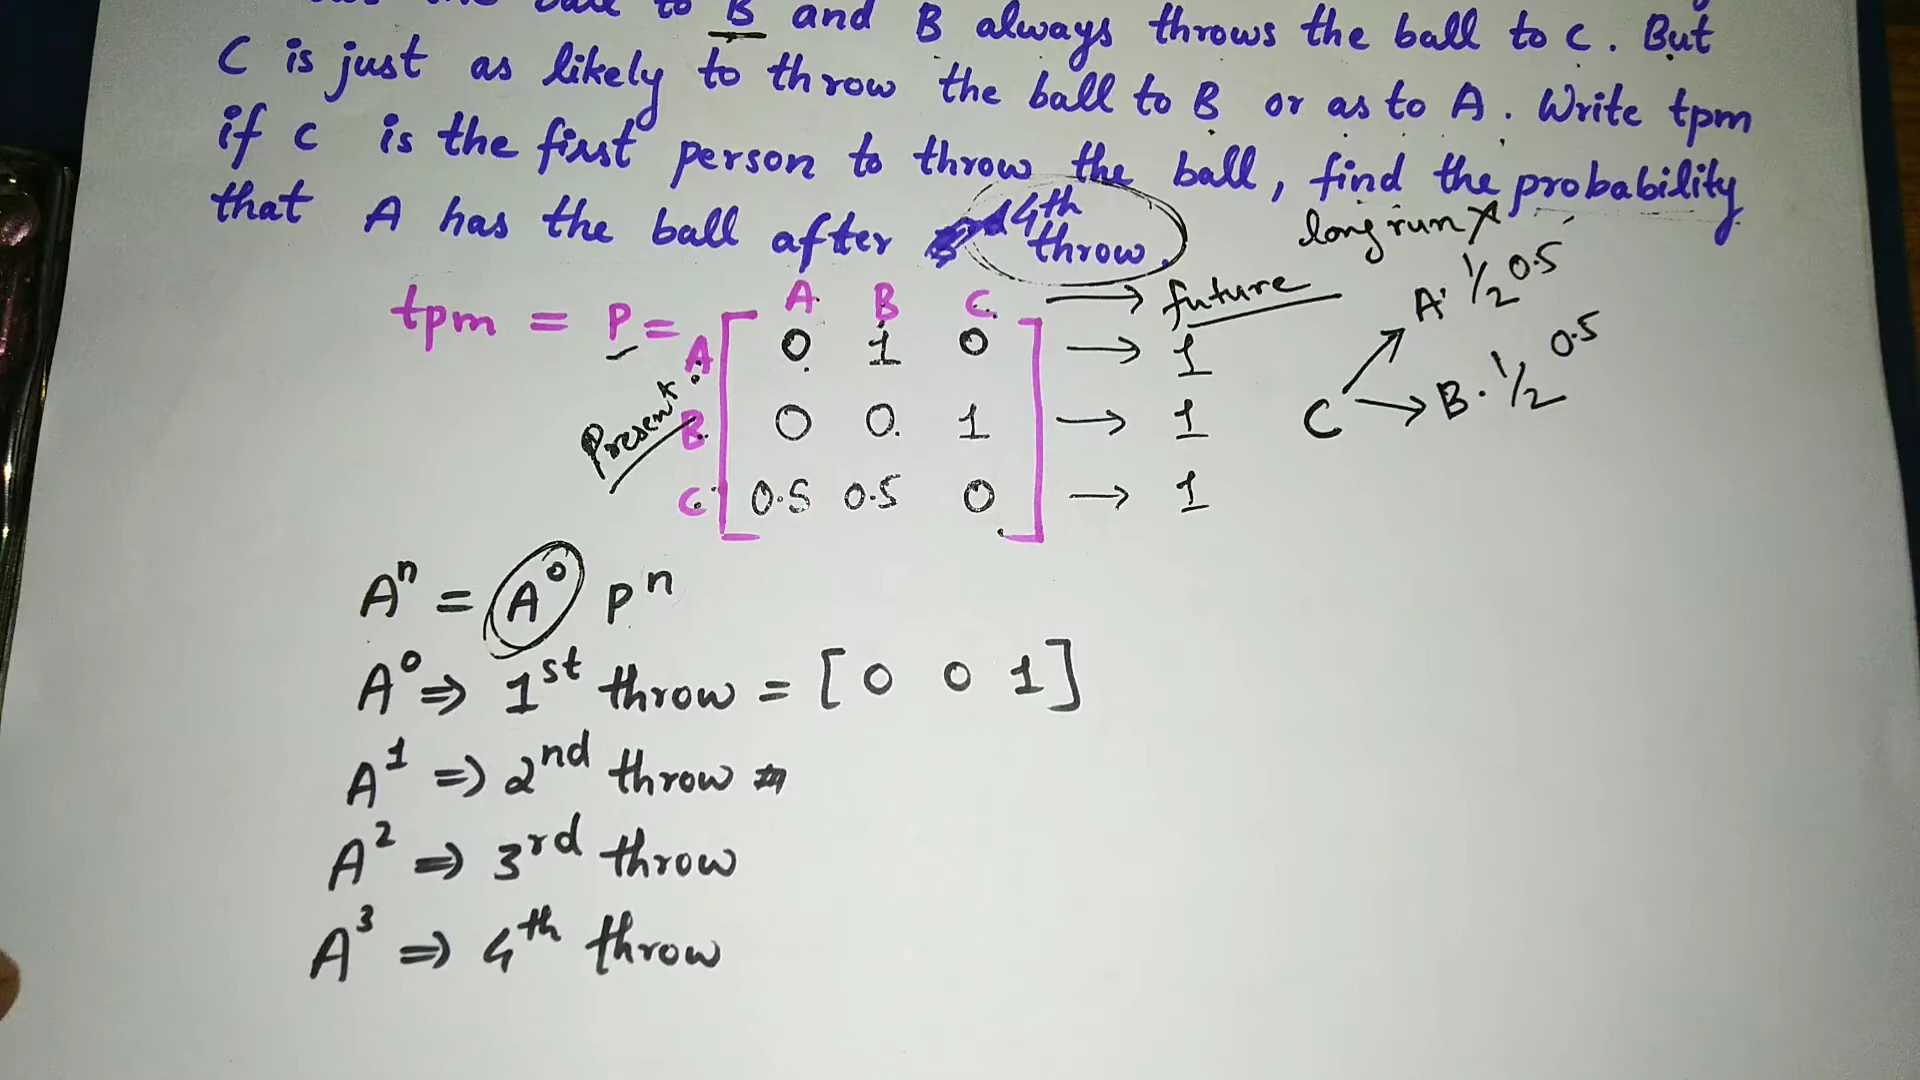 the ball to B and B always throws the ball to c. But
C is just as likely to throw the ball to B or as to A. Write tpm
if c is the first person to throw the ball, find the probability
that A has the ball after 4th throw.
long run X
tpm = P =
A B C → future
A 0 1 0 → 1
B 0 0 1 → 1
C 0.5 0.5 0 → 1
Present
A 1/2 0.5
C → B. 1/2 0.5
Aⁿ = A⁰ pⁿ
A⁰ ⇒ 1st throw = [0 0 1]
A¹ ⇒ 2nd throw
A² ⇒ 3rd throw
A³ ⇒ 4th throw